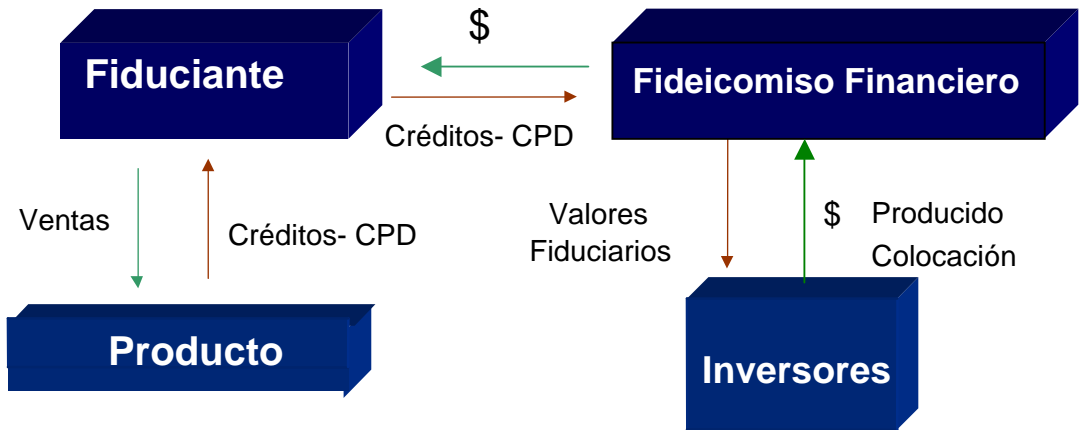 $
Fiduciante
Fideicomiso Financiero
Créditos- CPD
Ventas
Créditos- CPD
Valores
Fiduciarios
$ Producido
Colocación
Producto
Inversores